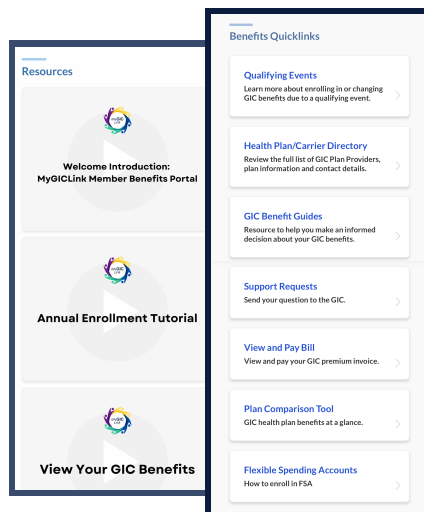 Resources
MyGIC
Link
Welcome Introduction:
MyGICLink Member Benefits Portal
MyGIC
Link
Annual Enrollment Tutorial
MyGIC
Link
View Your GIC Benefits
Benefits Quicklinks
Qualifying Events
Learn more about enrolling in or changing
GIC benefits due to a qualifying event.
Health Plan/Carrier Directory
Review the full list of GIC Plan Providers,
plan information and contact details.
GIC Benefit Guides
Resource to help you make an informed
decision about your GIC benefits.
Support Requests
Send your question to the GIC.
View and Pay Bill
View and pay your GIC premium invoice.
Plan Comparison Tool
GIC health plan benefits at a glance.
Flexible Spending Accounts
How to enroll in FSA